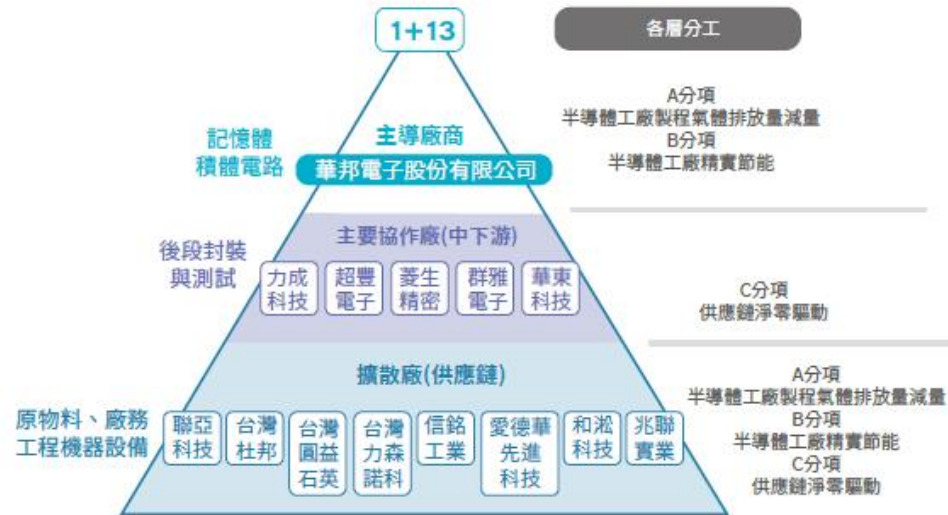 1+13
各層分工
記憶體
積體電路
主導廠商
華邦電子股份有限公司
A分項
半導體工廠製程氣體排放量減量
B分項
半導體工廠精實節能
後段封裝
與測試
主要協作廠(中下游)
力成
科技
超豐
電子
菱生
精密
群雅
電子
華東
科技
C分項
供應鏈淨零驅動
原物料、廠務
工程機器設備
擴散廠(供應鏈)
聯亞
科技
台灣
杜邦
台灣
圓益
石英
台灣
力森
諾科
信銘
工業
愛德華
先進
科技
和淞
科技
兆聯
實業
A分項
半導體工廠製程氣體排放量減量
B分項
半導體工廠精實節能
C分項
供應鏈淨零驅動